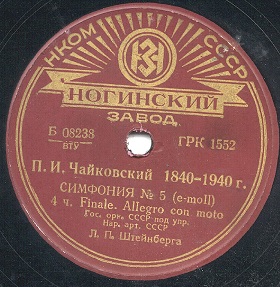 НКОМ СССР
НЗ
НОГИНСКИЙ
ЗАВОД
Б 08238
ВТУ
ГРК 1552
П. И. Чайковский 1840-1940 г.
СИМФОНИЯ № 5 (e-moll)
4 ч. Finale. Allegro con moto
Гос. орк. СССР под упр.
Нар. арт. СССР
Л. П. Штейнберга